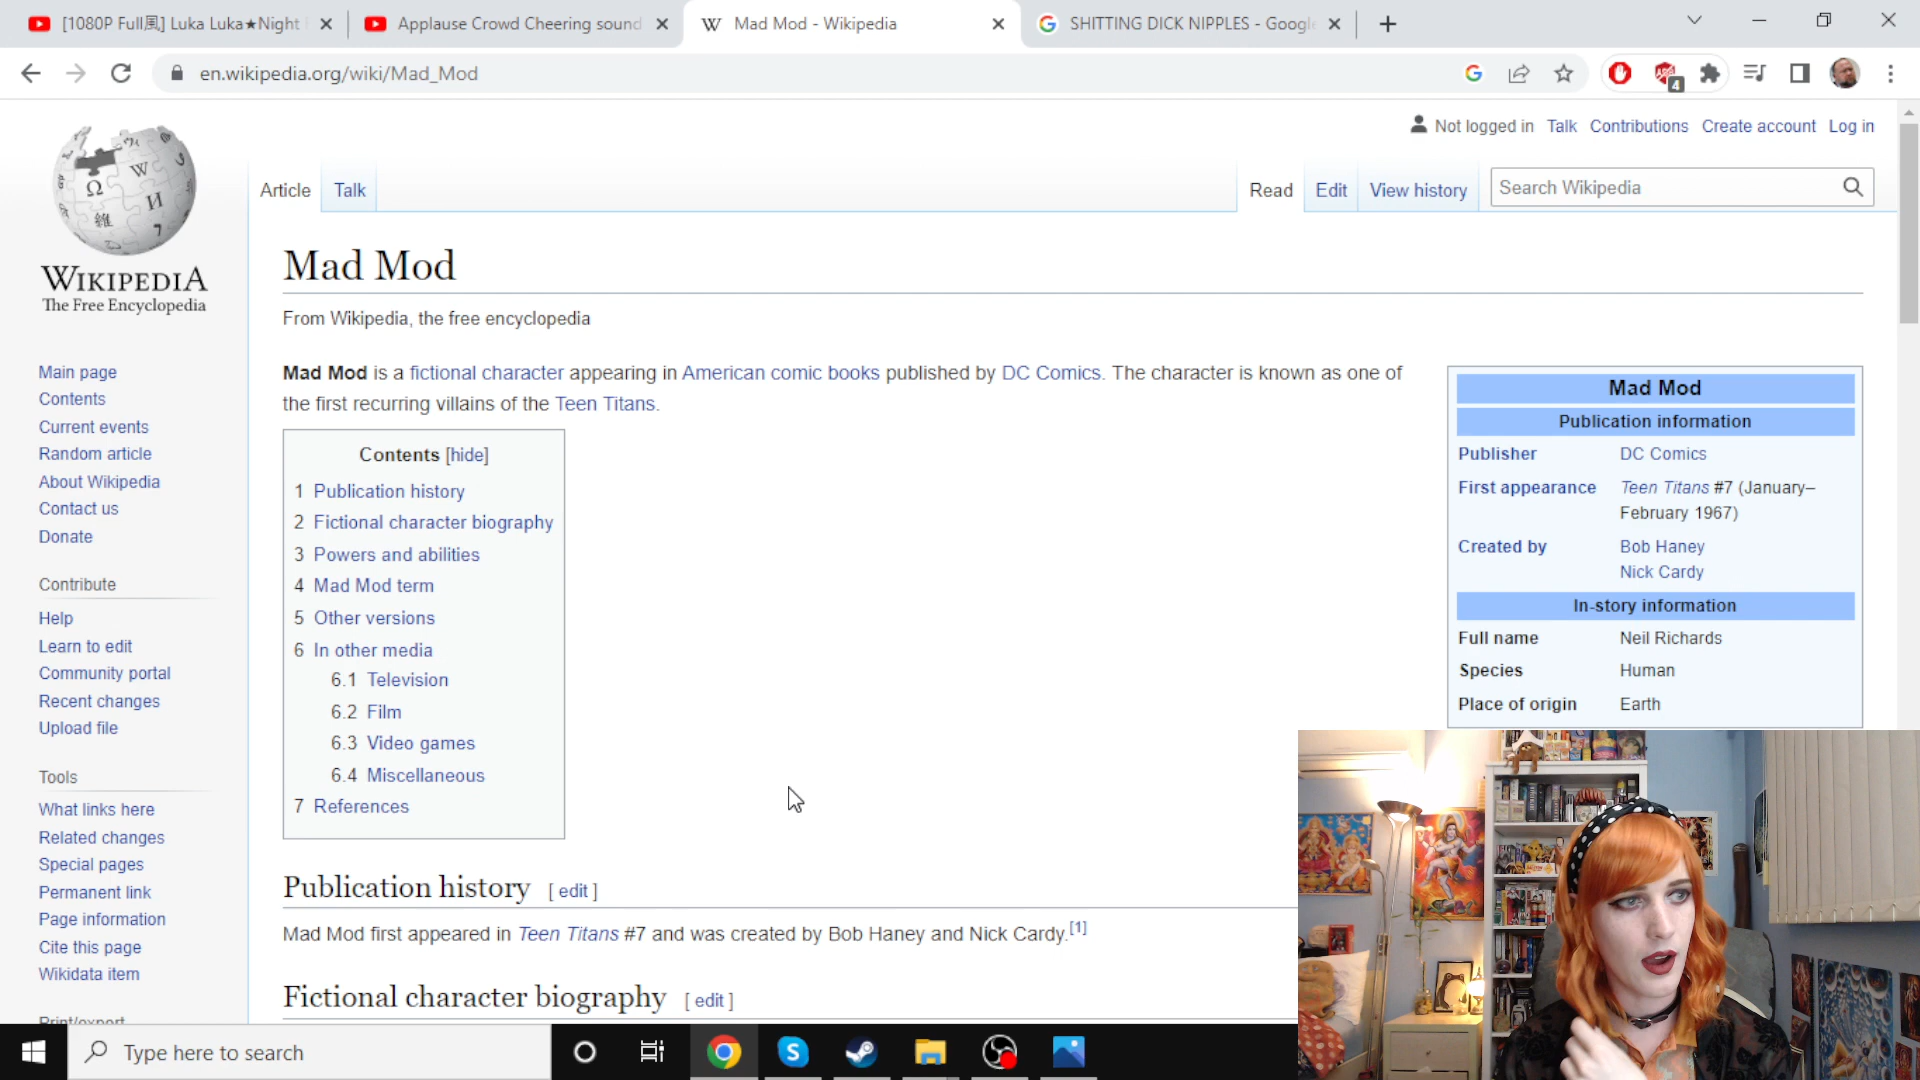 [1080P Full風] Luka Luka★Night
Applause Crowd Cheering sound
Mad Mod - Wikipedia
SHITTING DICK NIPPLES - Google
en.wikipedia.org/wiki/Mad_Mod
4
Not logged in Talk Contributions Create account Log in
Article Talk Read Edit View history Search Wikipedia
WIKIPEDIA
The Free Encyclopedia
Main page
Contents
Current events
Random article
About Wikipedia
Contact us
Donate
Contribute
Help
Learn to edit
Community portal
Recent changes
Upload file
Tools
What links here
Related changes
Special pages
Permanent link
Page information
Cite this page
Wikidata item
Print/export
Mad Mod
From Wikipedia, the free encyclopedia
Mad Mod is a fictional character appearing in American comic books published by DC Comics. The character is known as one of
the first recurring villains of the Teen Titans.
Contents [hide]
1 Publication history
2 Fictional character biography
3 Powers and abilities
4 Mad Mod term
5 Other versions
6 In other media
6.1 Television
6.2 Film
6.3 Video games
6.4 Miscellaneous
7 References
Mad Mod
Publication information
Publisher DC Comics
First appearance Teen Titans #7 (January–
February 1967)
Created by Bob Haney
Nick Cardy
In-story information
Full name Neil Richards
Species Human
Place of origin Earth
Publication history [ edit ]
Mad Mod first appeared in Teen Titans #7 and was created by Bob Haney and Nick Cardy.[1]
Fictional character biography [ edit ]
Type here to search